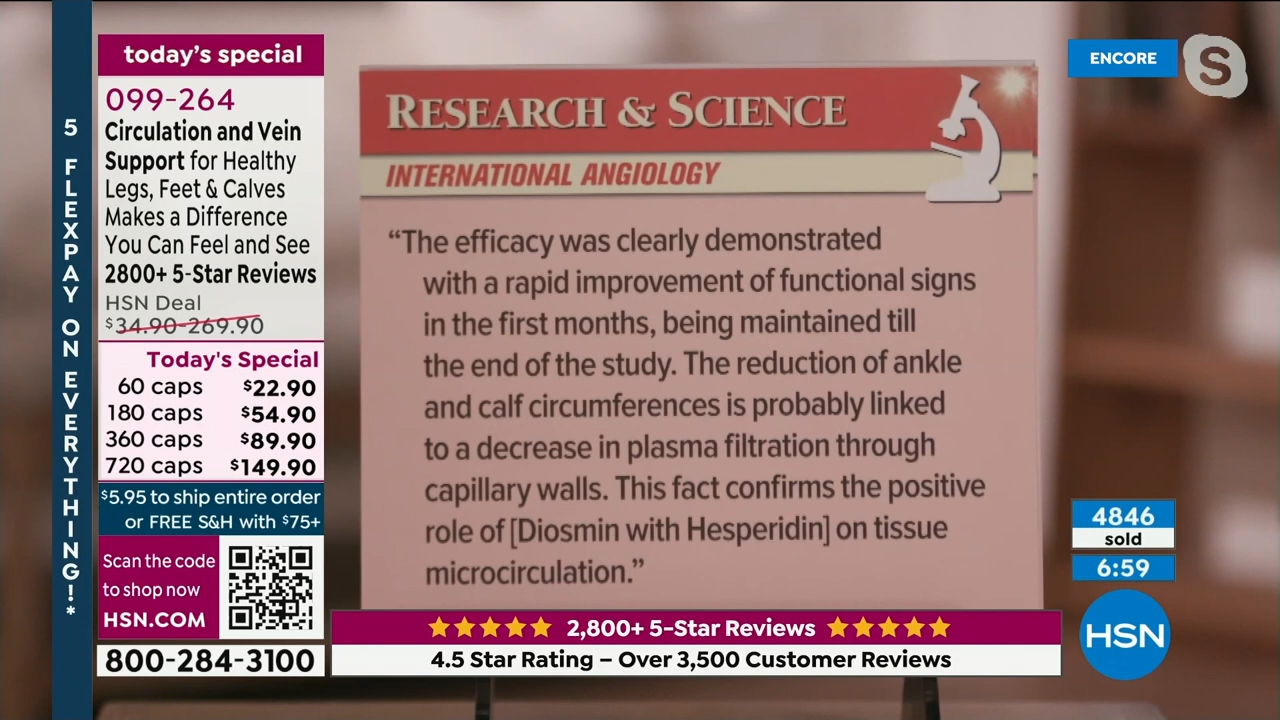 5 FLEXPAY ON EVERYTHING!*
today's special
099-264
Circulation and Vein
Support for Healthy
Legs, Feet & Calves
Makes a Difference
You Can Feel and See
2800+ 5-Star Reviews
HSN Deal
$34.90-269.90
Today's Special
60 caps $22.90
180 caps $54.90
360 caps $89.90
720 caps $149.90
$5.95 to ship entire order
or FREE S&H with $75+
Scan the code
to shop now
HSN.COM
800-284-3100
RESEARCH & SCIENCE
INTERNATIONAL ANGIOLOGY
“The efficacy was clearly demonstrated
with a rapid improvement of functional signs
in the first months, being maintained till
the end of the study. The reduction of ankle
and calf circumferences is probably linked
to a decrease in plasma filtration through
capillary walls. This fact confirms the positive
role of [Diosmin with Hesperidin] on tissue
microcirculation.”
2,800+ 5-Star Reviews
4.5 Star Rating – Over 3,500 Customer Reviews
ENCORE
S
4846
sold
6:59
HSN